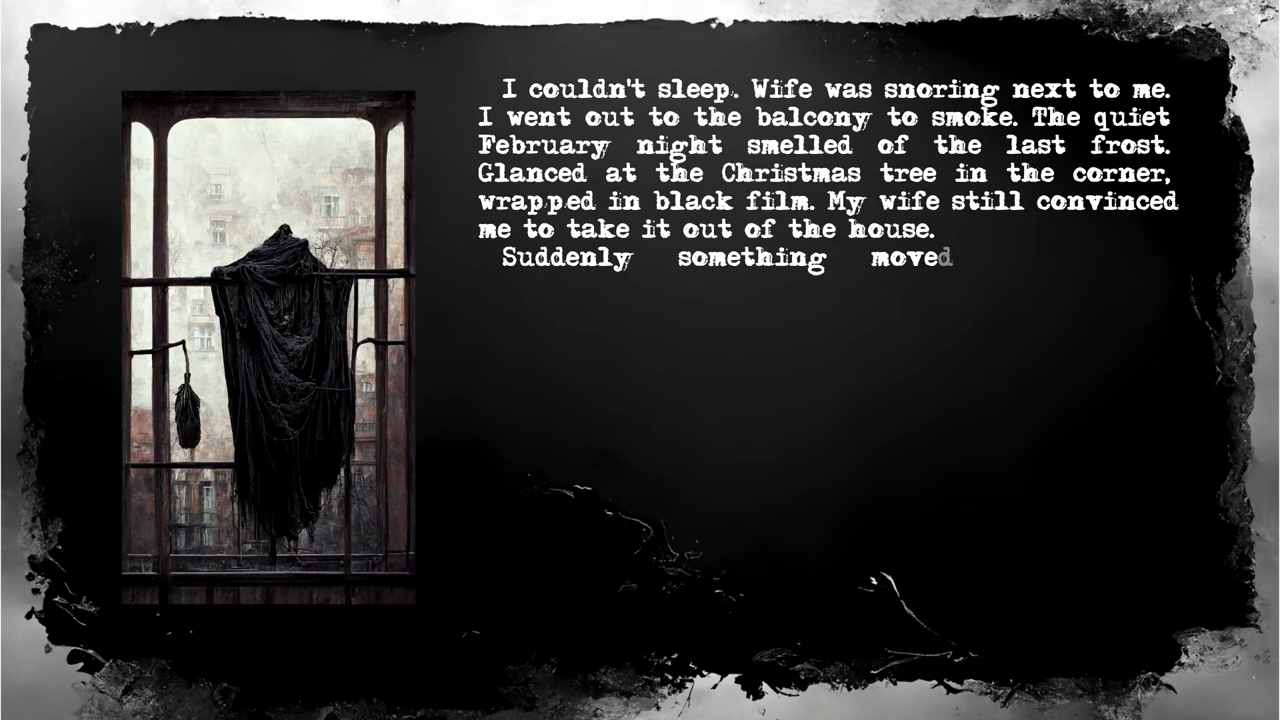 I couldn't sleep. Wife was snoring next to me.
I went out to the balcony to smoke. The quiet
February night smelled of the last frost.
Glanced at the Christmas tree in the corner,
wrapped in black film. My wife still convinced
me to take it out of the house.
Suddenly something moved